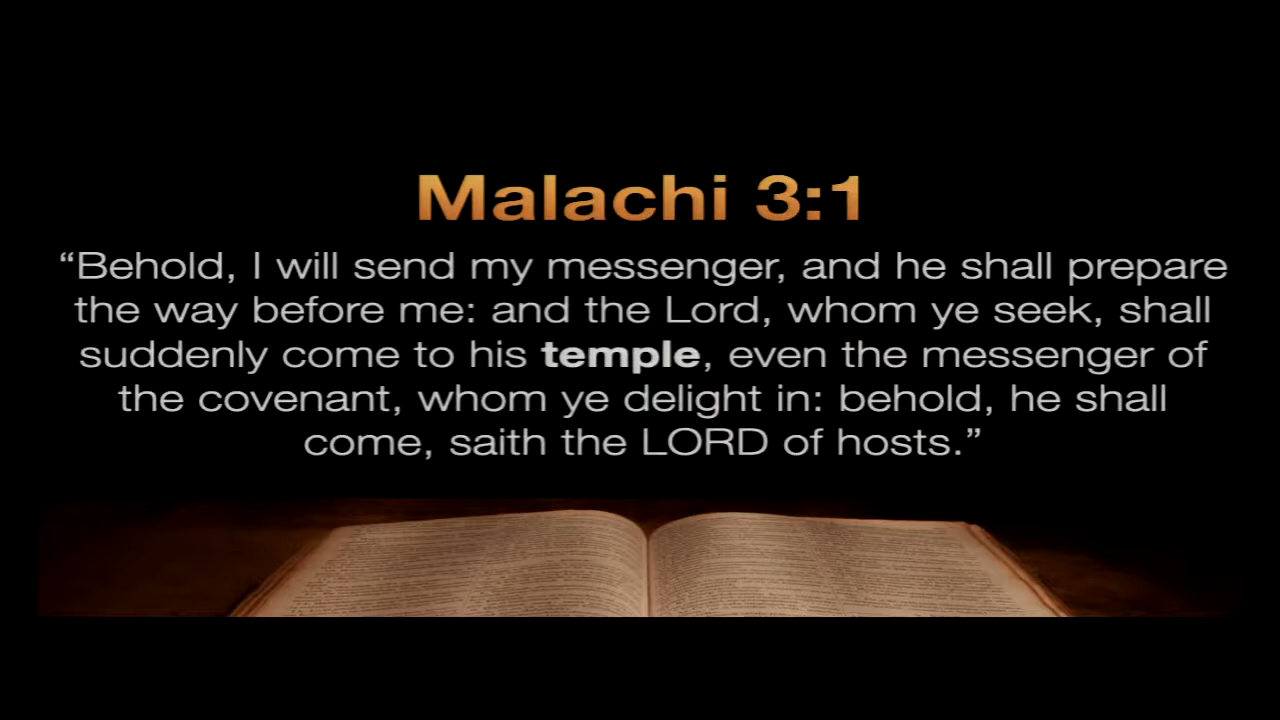 Malachi 3:1
“Behold, I will send my messenger, and he shall prepare
the way before me: and the Lord, whom ye seek, shall
suddenly come to his temple, even the messenger of
the covenant, whom ye delight in: behold, he shall
come, saith the LORD of hosts.”